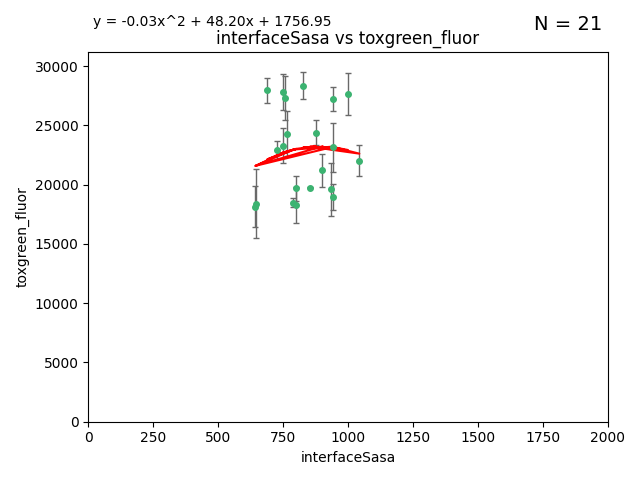 y = -0.03x^2 + 48.20x + 1756.95
N = 21
interfaceSasa vs toxgreen_fluor
30000
25000
20000
15000
10000
5000
0
toxgreen_fluor
0 250 500 750 1000 1250 1500 1750 2000
interfaceSasa